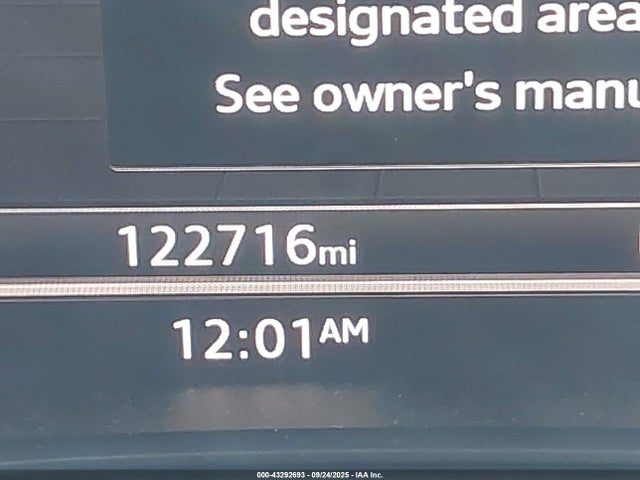 designated area
See owner's manu
122716mi
12:01AM
000-43292693 - 09/24/2025 - IAA Inc.